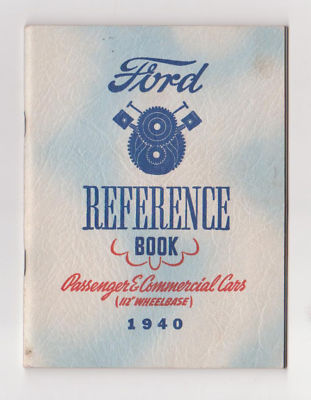 Ford
REFERENCE
BOOK
Passenger & Commercial Cars
(112" WHEELBASE)
1940